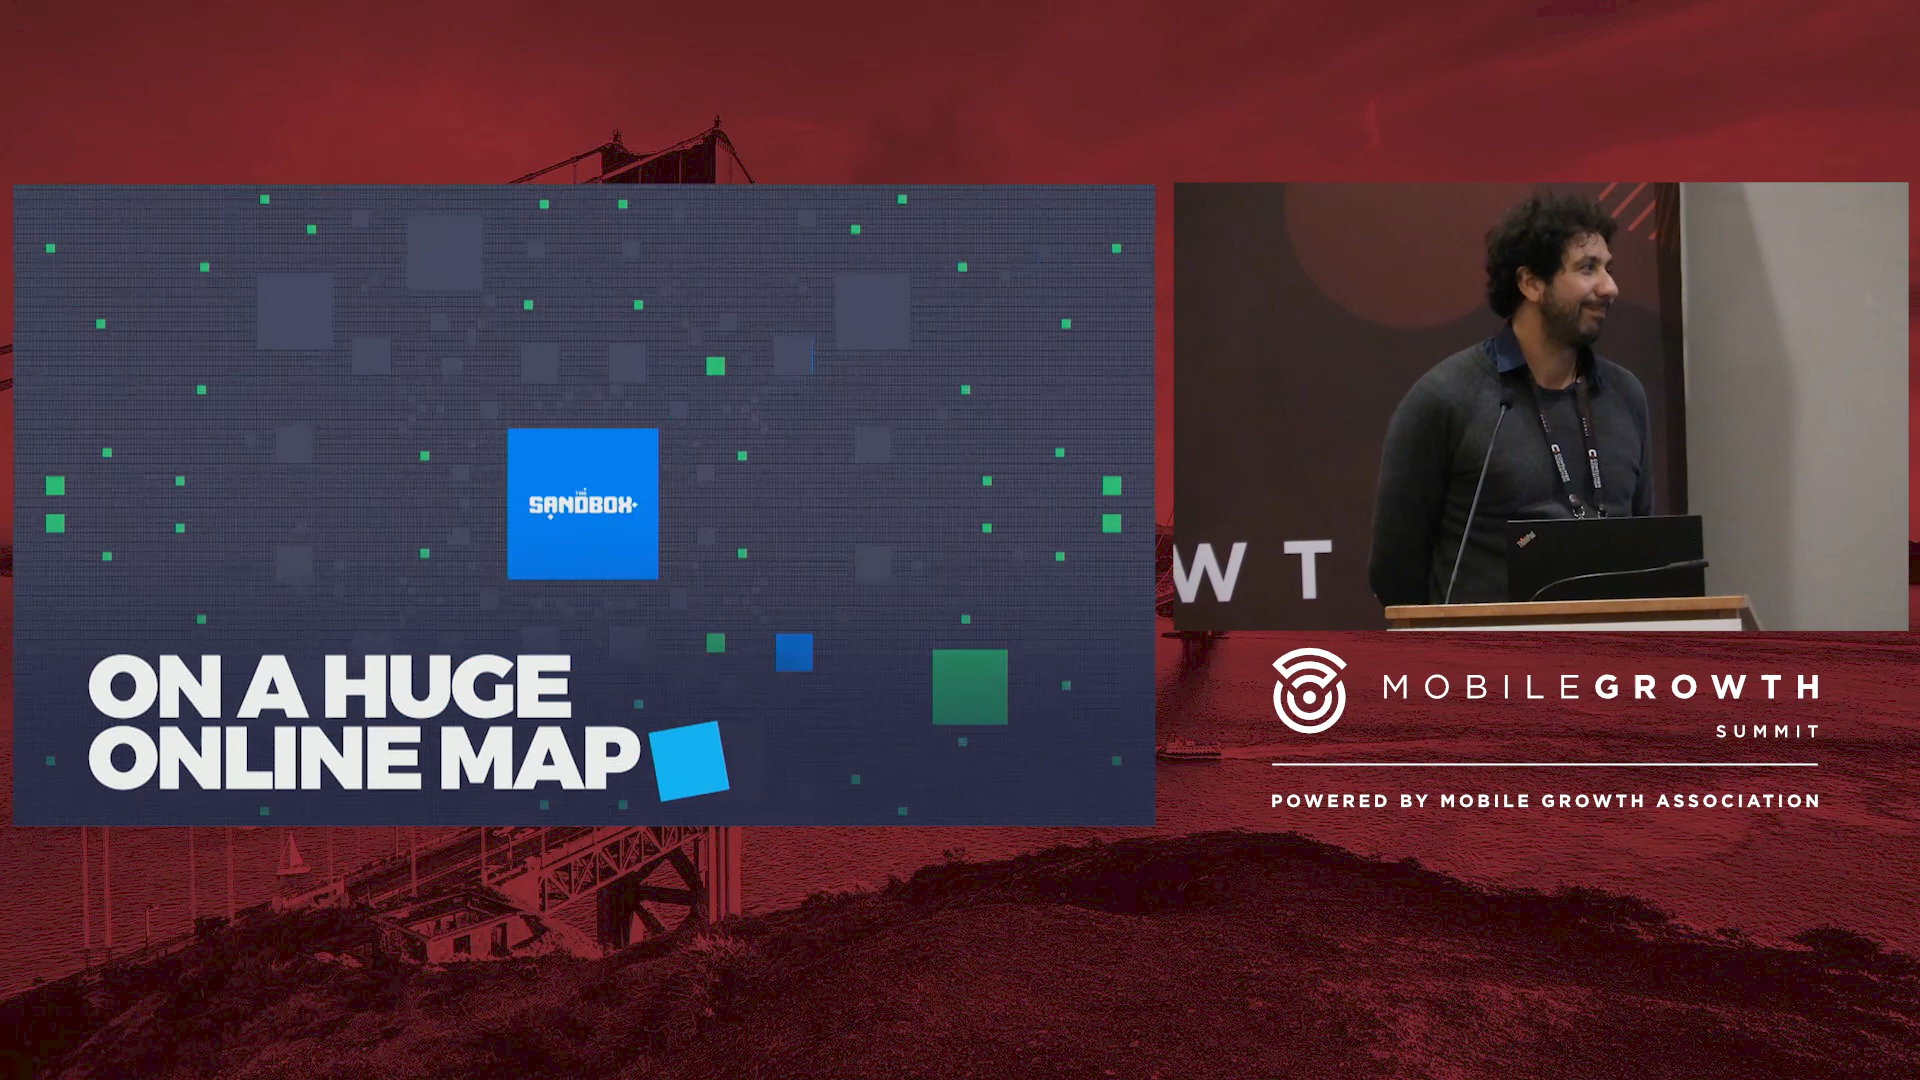 THE
SANDBOX
ON A HUGE
ONLINE MAP
W T
MOBILEGROWTH
SUMMIT
POWERED BY MOBILE GROWTH ASSOCIATION